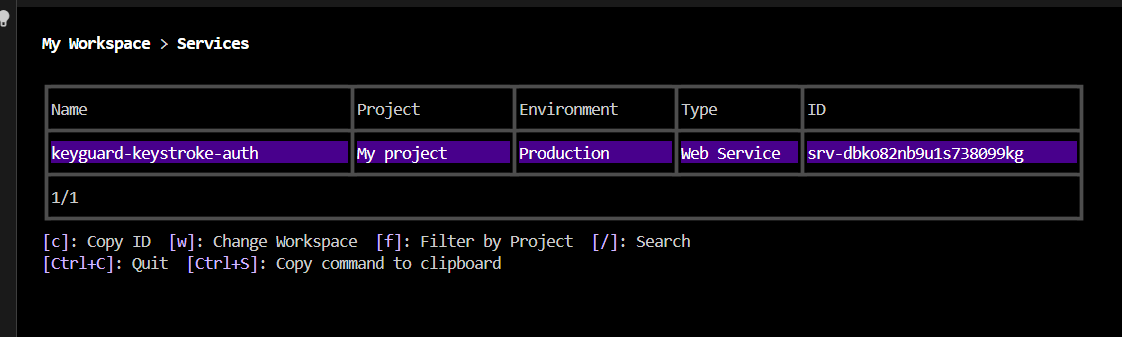 My Workspace > Services
Name Project Environment Type ID
keyguard-keystroke-auth My project Production Web Service srv-dbko82nb9u1s738099kg
1/1
[c]: Copy ID [w]: Change Workspace [f]: Filter by Project [/]: Search
[Ctrl+C]: Quit [Ctrl+S]: Copy command to clipboard